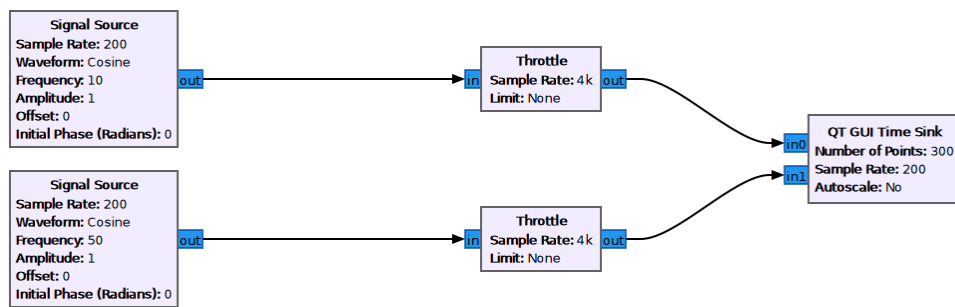 Signal Source
Sample Rate: 200
Waveform: Cosine
Frequency: 10
Amplitude: 1
Offset: 0
Initial Phase (Radians): 0
out
in
Throttle
Sample Rate: 4k
Limit: None
out
in0
in1
QT GUI Time Sink
Number of Points: 300
Sample Rate: 200
Autoscale: No
Signal Source
Sample Rate: 200
Waveform: Cosine
Frequency: 50
Amplitude: 1
Offset: 0
Initial Phase (Radians): 0
out
in
Throttle
Sample Rate: 4k
Limit: None
out